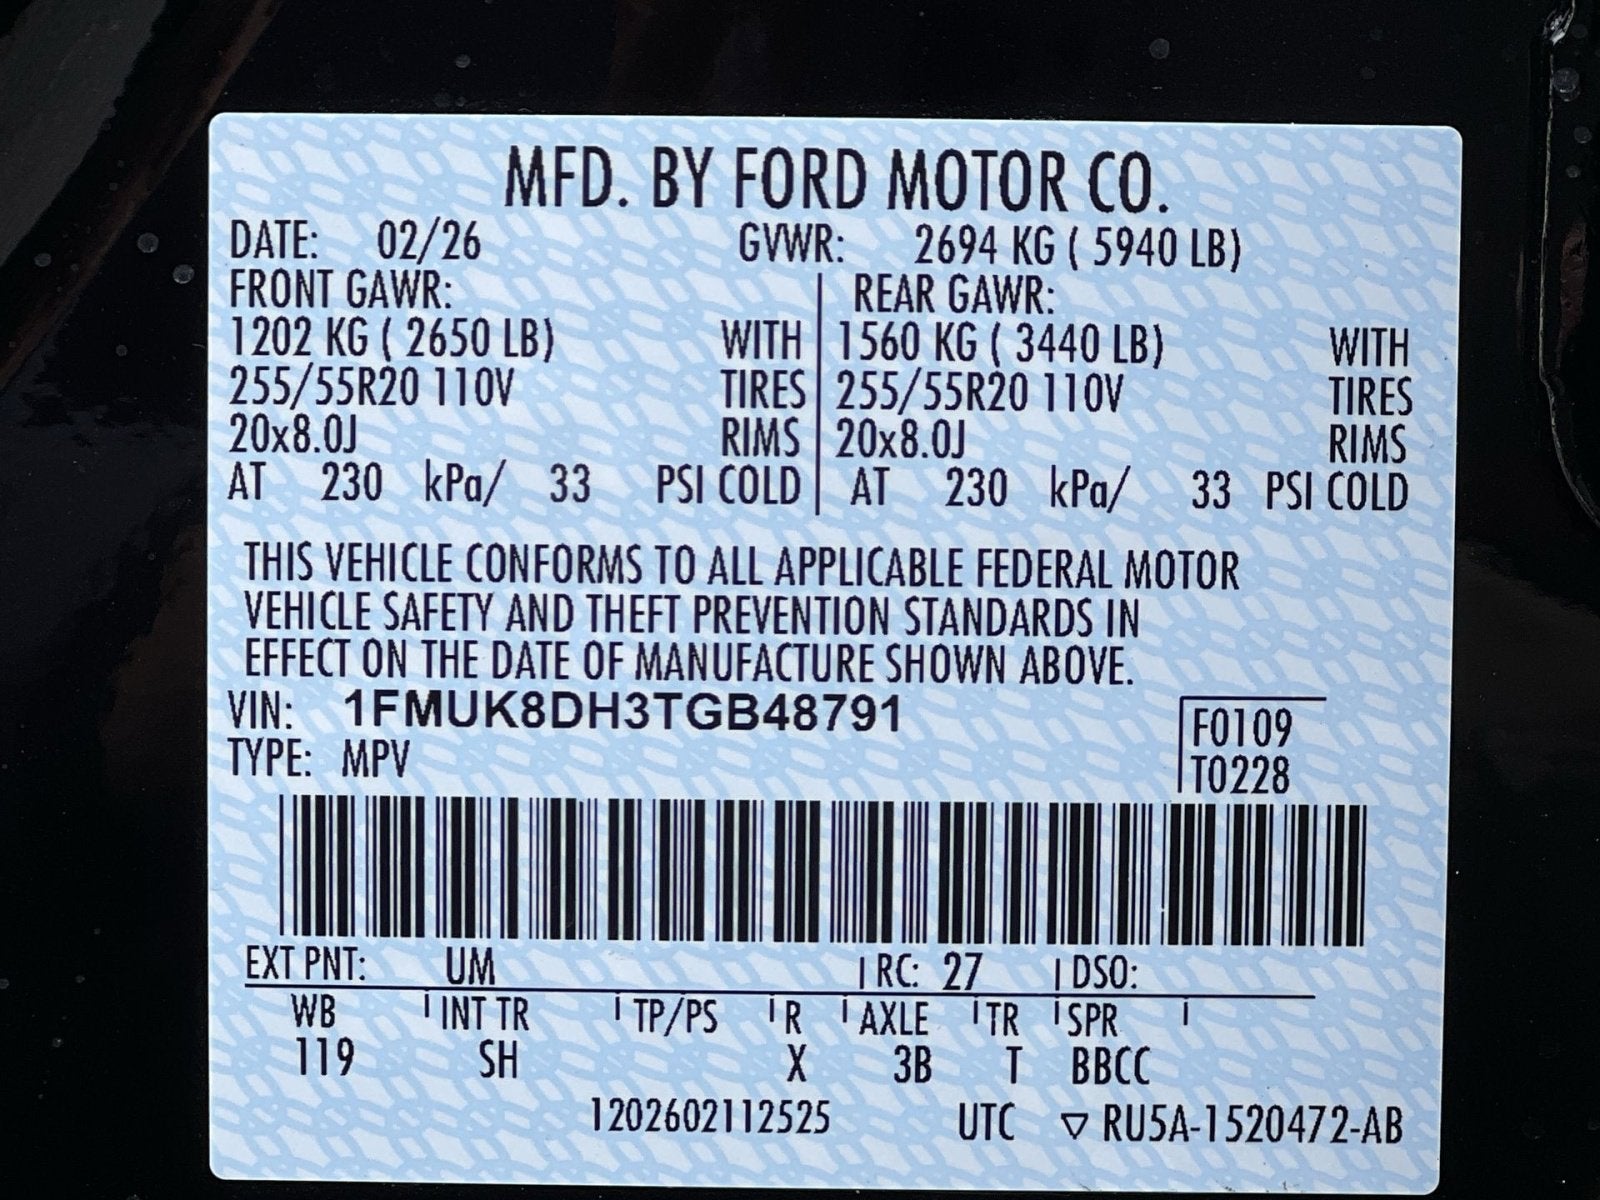 MFD. BY FORD MOTOR CO.
DATE: 02/26 GVWR: 2694 KG ( 5940 LB)
FRONT GAWR: REAR GAWR:
1202 KG ( 2650 LB) WITH 1560 KG ( 3440 LB) WITH
255/55R20 110V TIRES 255/55R20 110V TIRES
20x8.0J RIMS 20x8.0J RIMS
AT 230 kPa/ 33 PSI COLD AT 230 kPa/ 33 PSI COLD
THIS VEHICLE CONFORMS TO ALL APPLICABLE FEDERAL MOTOR
VEHICLE SAFETY AND THEFT PREVENTION STANDARDS IN
EFFECT ON THE DATE OF MANUFACTURE SHOWN ABOVE.
VIN: 1FMUK8DH3TGB48791
F0109
TYPE: MPV
T0228
EXT PNT: UM RC: 27 DSO:
WB INT TR TP/PS R AXLE TR SPR
119 SH X 3B T BBCC
1202602112525 UTC ▽ RU5A-1520472-AB